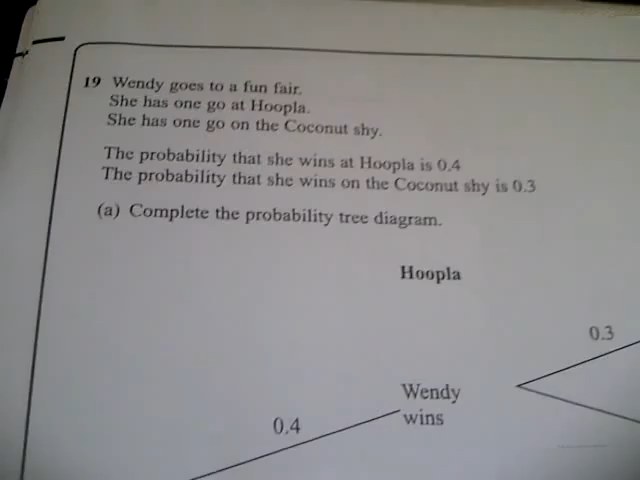 19 Wendy goes to a fun fair.
She has one go at Hoopla.
She has one go on the Coconut shy.
The probability that she wins at Hoopla is 0.4
The probability that she wins on the Coconut shy is 0.3
(a) Complete the probability tree diagram.
Hoopla
0.3
Wendy
wins
0.4